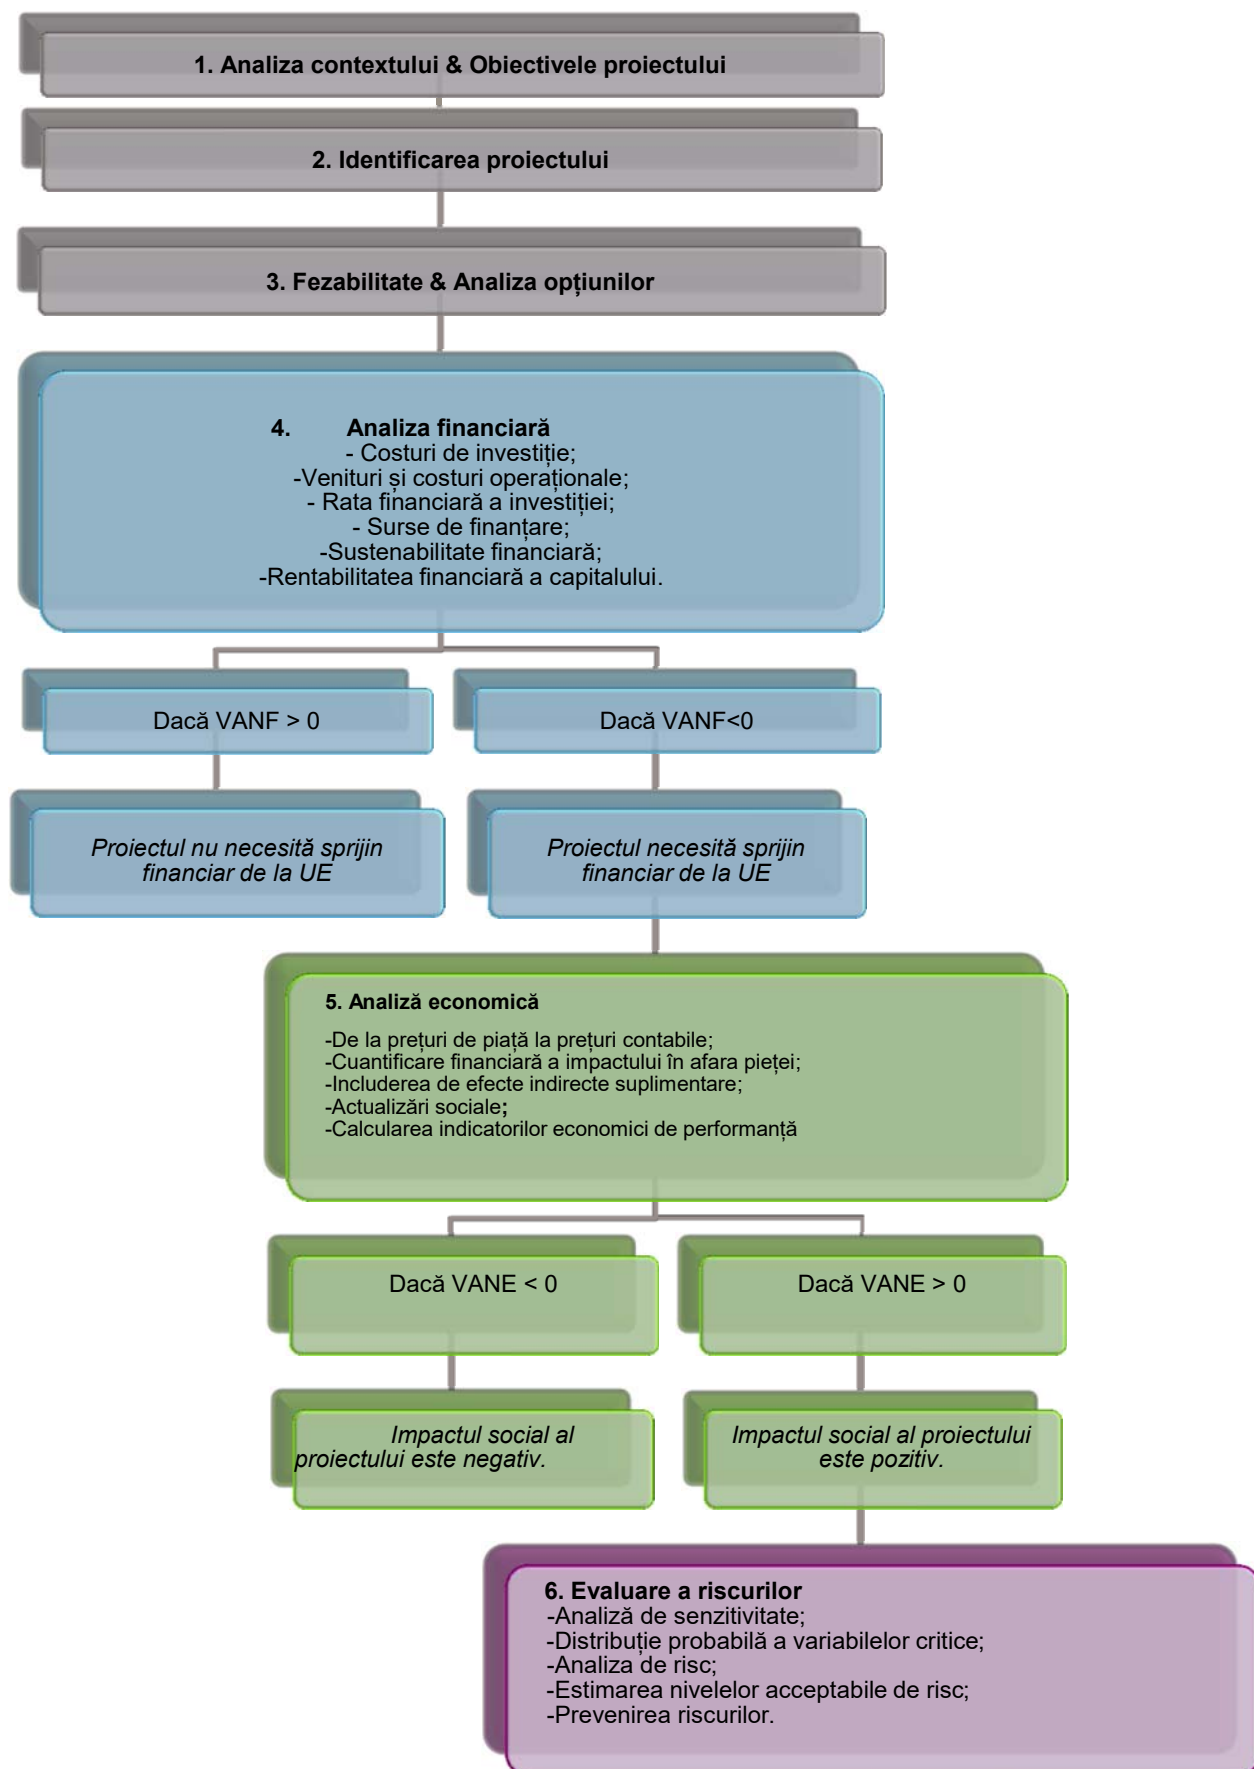 1. Analiza contextului & Obiectivele proiectului
2. Identificarea proiectului
3. Fezabilitate & Analiza opțiunilor
4. Analiza financiară
- Costuri de investiție;
-Venituri și costuri operaționale;
- Rata financiară a investiției;
- Surse de finanțare;
-Sustenabilitate financiară;
-Rentabilitatea financiară a capitalului.
Dacă VANF > 0
Dacă VANF<0
Proiectul nu necesită sprijin
financiar de la UE
Proiectul necesită sprijin
financiar de la UE
5. Analiză economică
-De la prețuri de piață la prețuri contabile;
-Cuantificare financiară a impactului în afara pieței;
-Includerea de efecte indirecte suplimentare;
-Actualizări sociale;
-Calcularea indicatorilor economici de performanță
Dacă VANE < 0
Dacă VANE > 0
Impactul social al
proiectului este negativ.
Impactul social al proiectului
este pozitiv.
6. Evaluare a riscurilor
-Analiză de senzitivitate;
-Distribuție probabilă a variabilelor critice;
-Analiza de risc;
-Estimarea nivelelor acceptabile de risc;
-Prevenirea riscurilor.